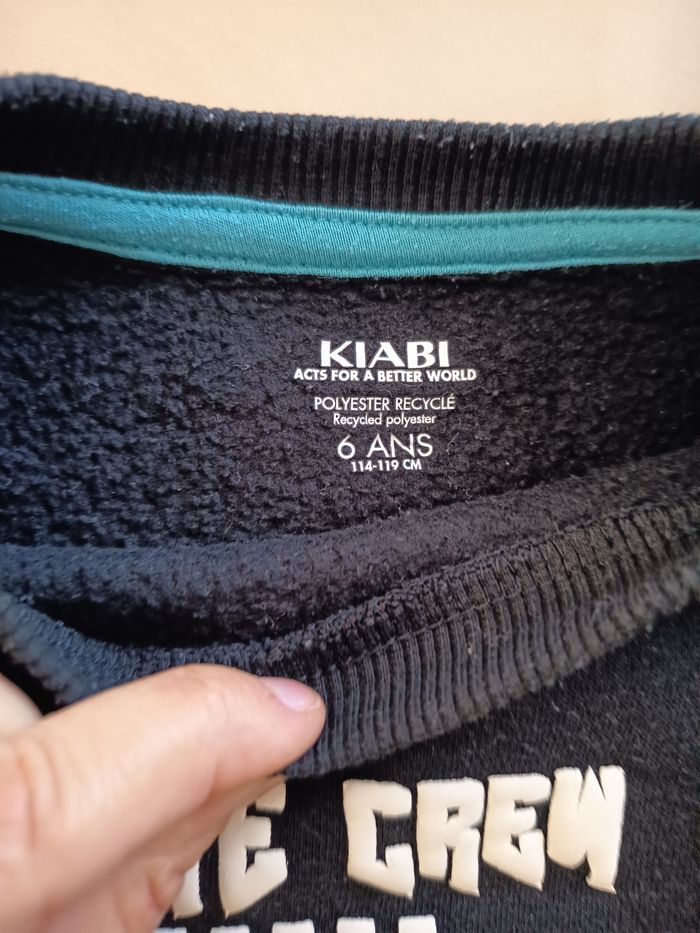 KIABI
ACTS FOR A BETTER WORLD
POLYESTER RECYCLÉ
Recycled polyester
6 ANS
114-119 CM
CREW